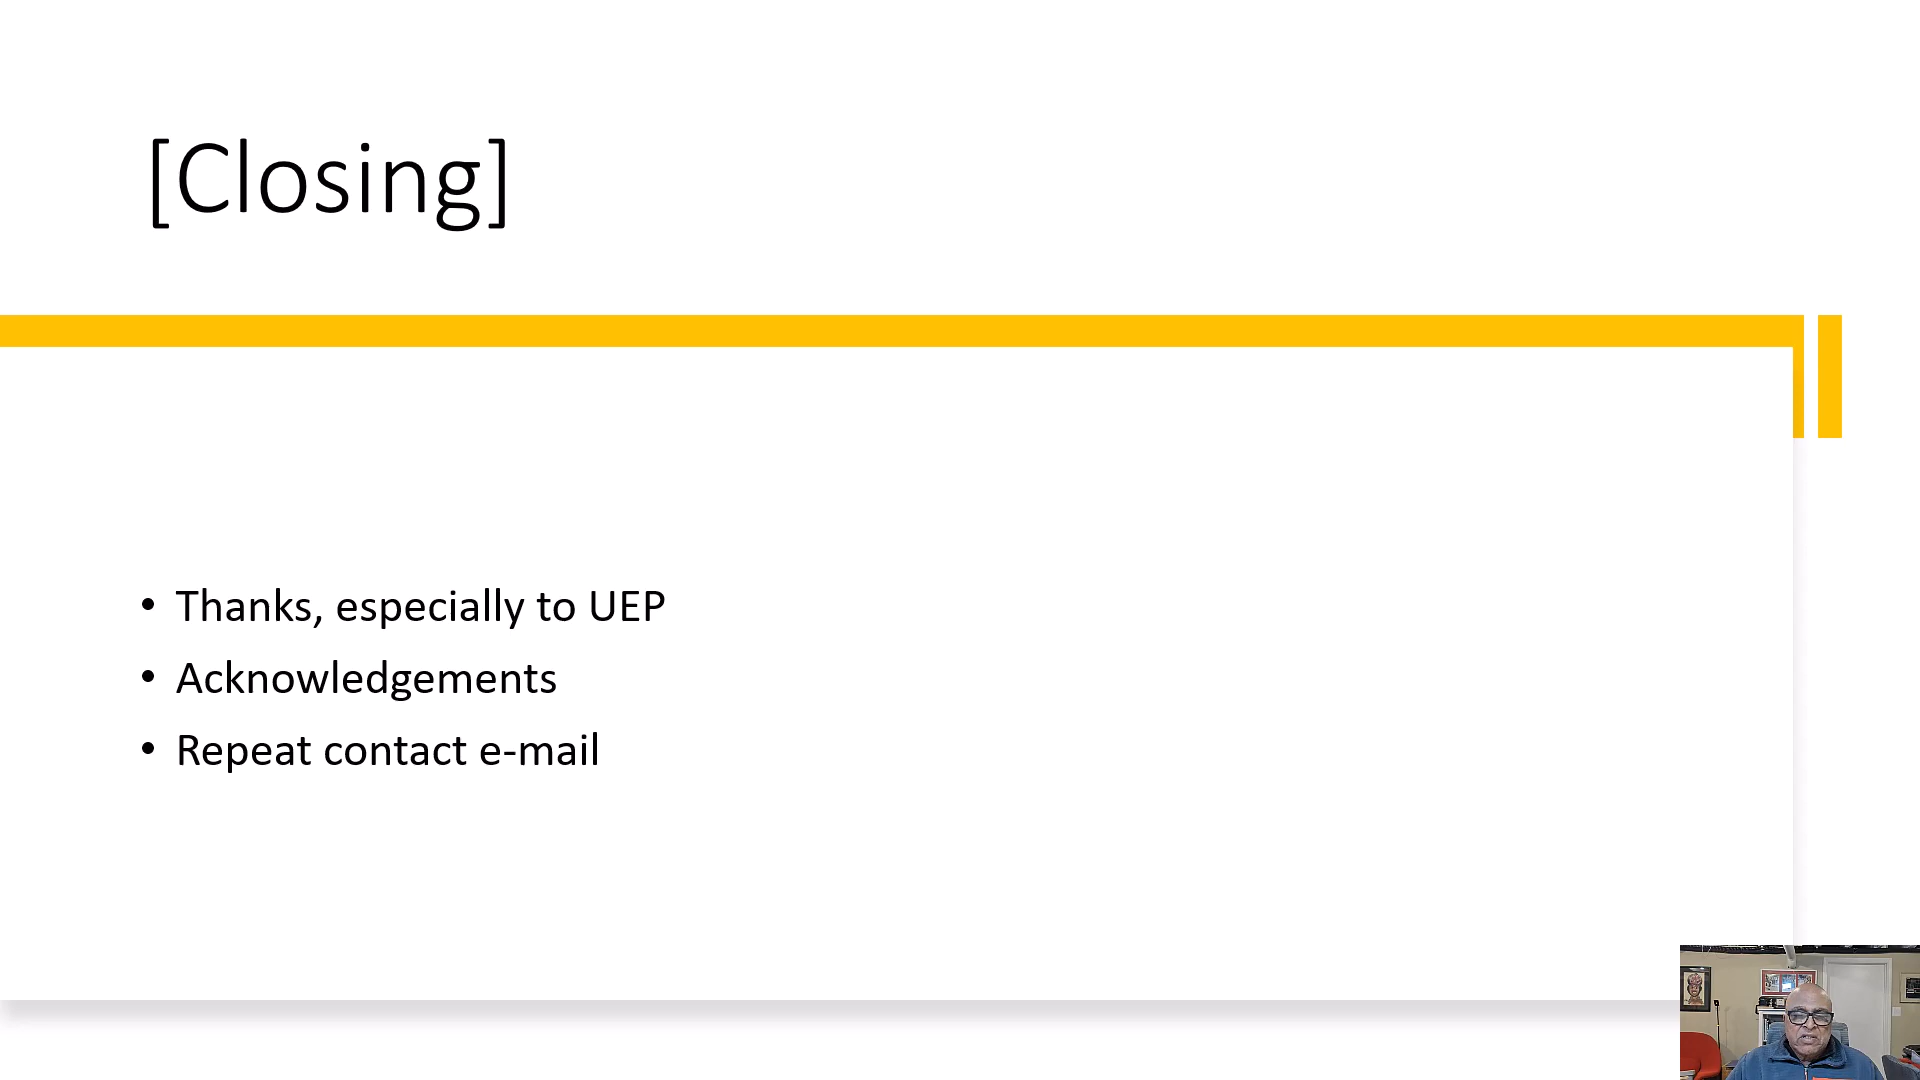 [Closing]
• Thanks, especially to UEP
• Acknowledgements
• Repeat contact e-mail